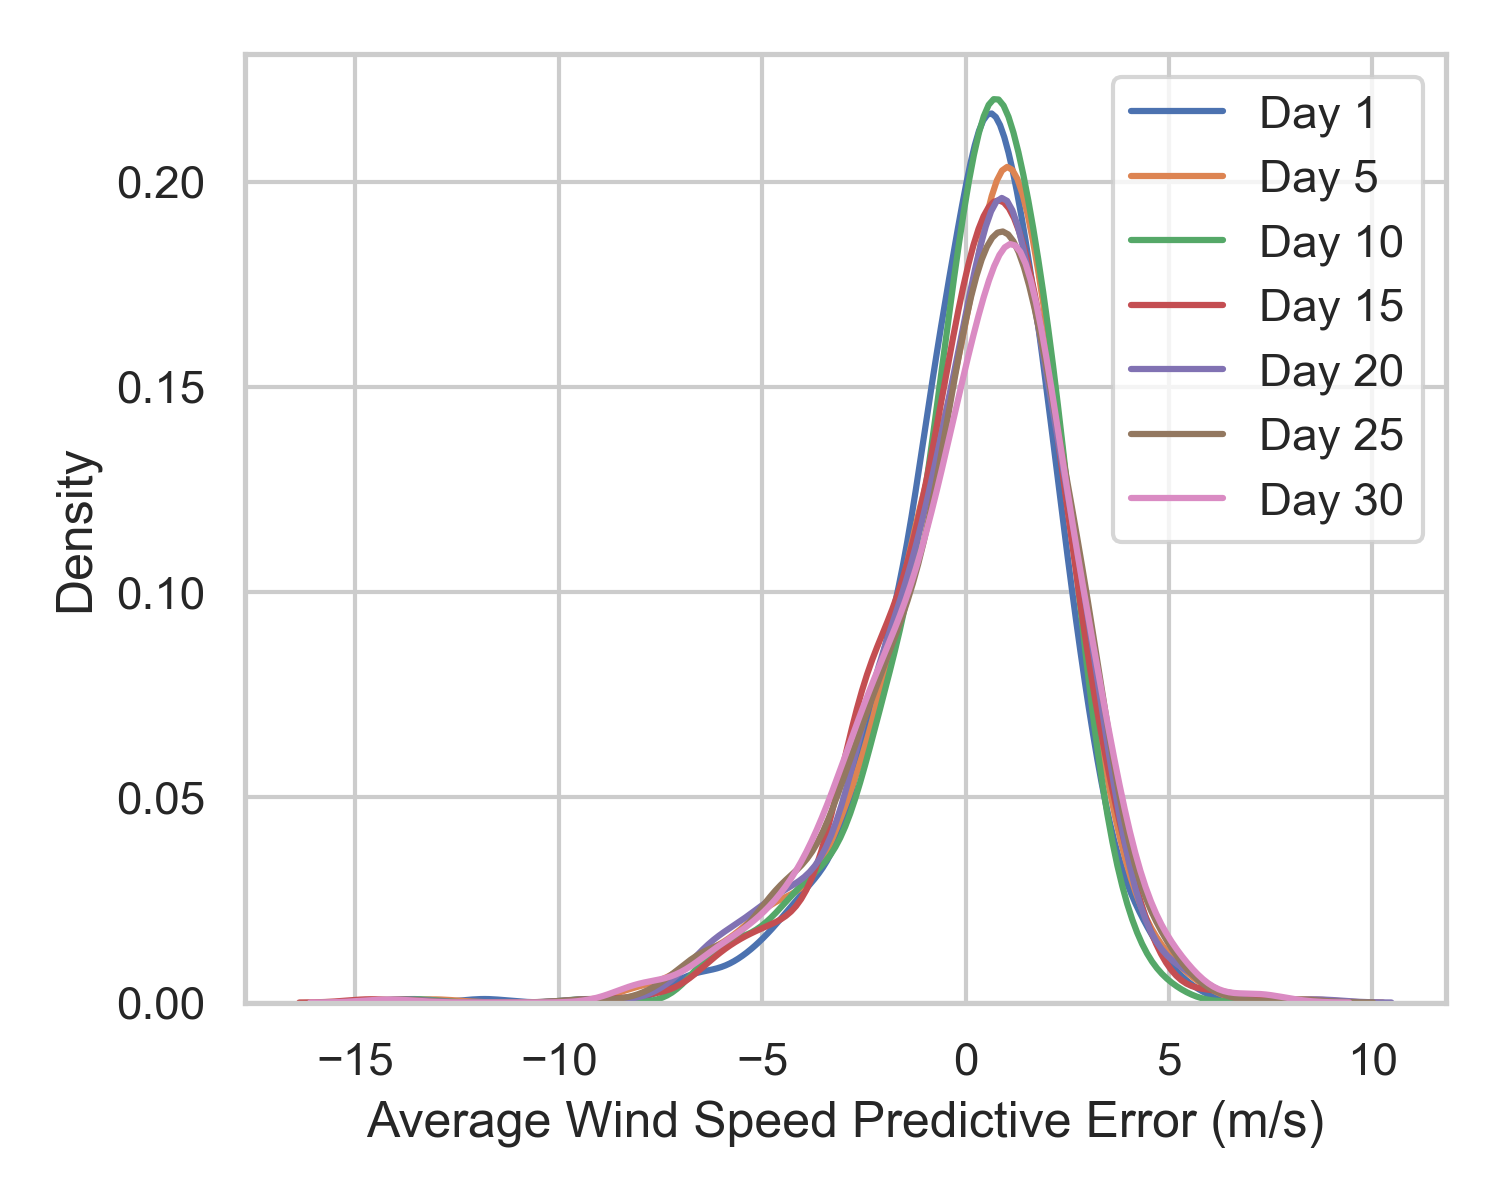 Day 1
Day 5
Day 10
Day 15
Day 20
Day 25
Day 30
0.20
0.15
0.10
0.05
0.00
Density
−15 −10 −5 0 5 10
Average Wind Speed Predictive Error (m/s)